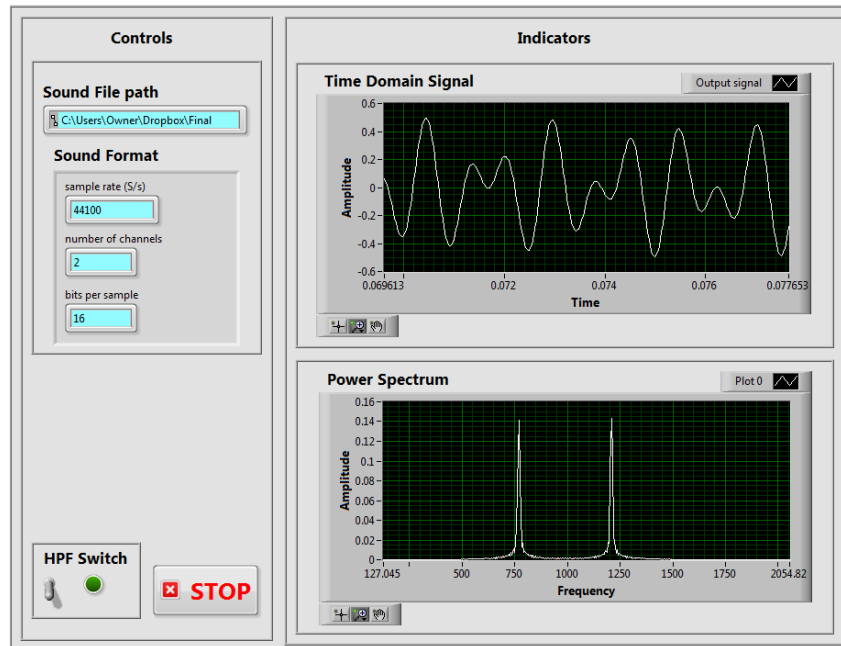 Controls
Sound File path
C:\Users\Owner\Dropbox\Final
Sound Format
sample rate (S/s)
44100
number of channels
2
bits per sample
16
HPF Switch
STOP
Indicators
Time Domain Signal
Output signal
0.6
0.4
0.2
0
-0.2
-0.4
-0.6
Amplitude
0.069613 0.072 0.074 0.076 0.077653
Time
Power Spectrum
Plot 0
0.16
0.14
0.12
0.1
0.08
0.06
0.04
0.02
0
Amplitude
127.045 500 750 1000 1250 1500 1750 2054.82
Frequency